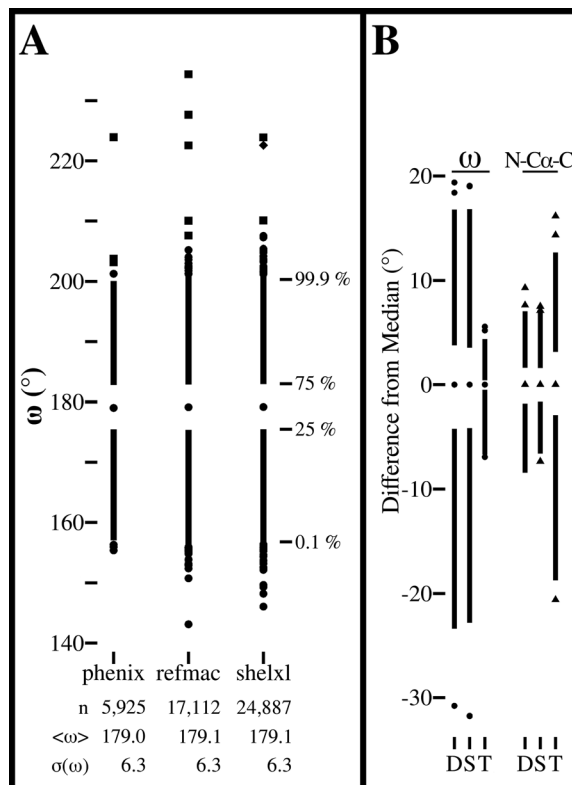 A
ω (°)
220
200
180
160
140
99.9 %
75 %
25 %
0.1 %
phenix refmac shelxl
n 5,925 17,112 24,887
<ω> 179.0 179.1 179.1
σ(ω) 6.3 6.3 6.3
B
Difference from Median (°)
ω N-Cα-C
20
10
0
-10
-20
-30
DST DST